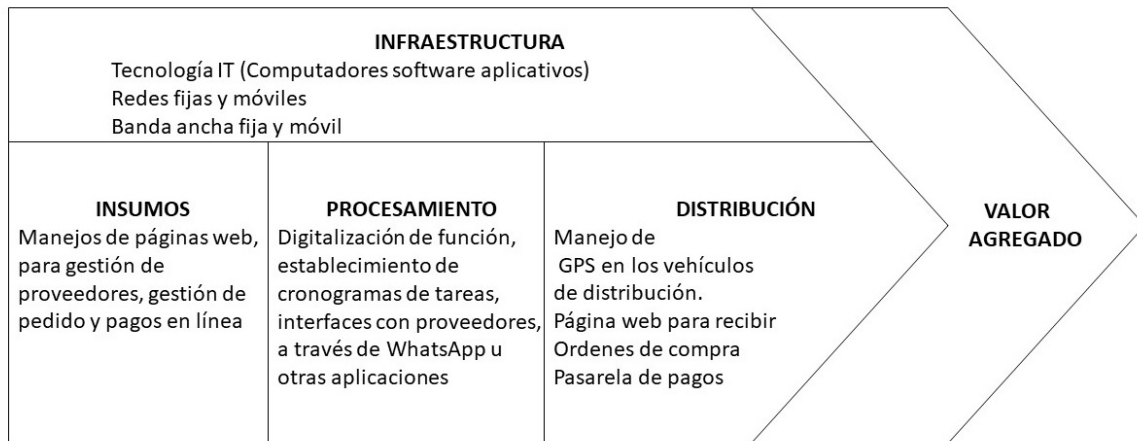 INFRAESTRUCTURA
Tecnología IT (Computadores software aplicativos)
Redes fijas y móviles
Banda ancha fija y móvil
INSUMOS
Manejos de páginas web,
para gestión de
proveedores, gestión de
pedido y pagos en línea
PROCESAMIENTO
Digitalización de función,
establecimiento de
cronogramas de tareas,
interfaces con proveedores,
a través de WhatsApp u
otras aplicaciones
DISTRIBUCIÓN
Manejo de
GPS en los vehículos
de distribución.
Página web para recibir
Ordenes de compra
Pasarela de pagos
VALOR
AGREGADO